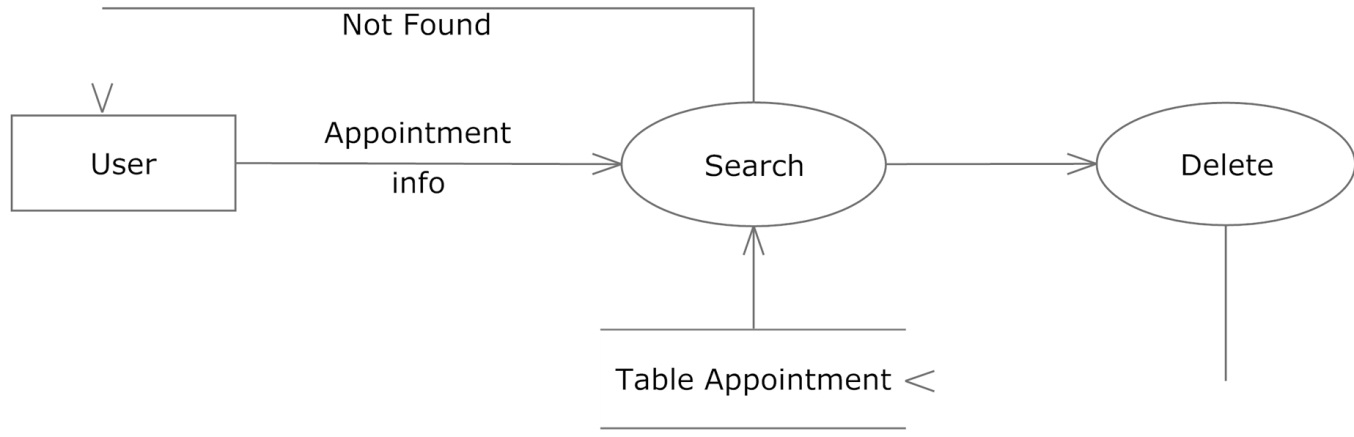 Not Found
Appointment
info
User
Search
Delete
Table Appointment